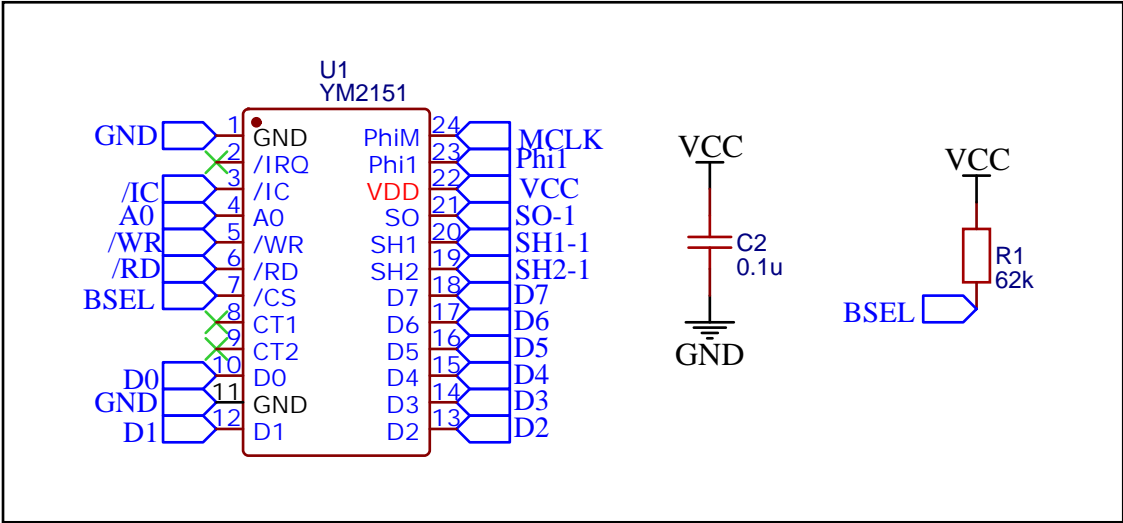 U1
YM2151
GND 1 GND PhiM 24 MCLK
2 /IRQ Phi1 23 Phi1
/IC 3 /IC VDD 22 VCC
A0 4 A0 SO 21 SO-1
/WR 5 /WR SH1 20 SH1-1
/RD 6 /RD SH2 19 SH2-1
BSEL 7 /CS D7 18 D7
8 CT1 D6 17 D6
9 CT2 D5 16 D5
D0 10 D0 D4 15 D4
GND 11 GND D3 14 D3
D1 12 D1 D2 13 D2
VCC
C2
0.1u
GND
VCC
R1
62k
BSEL